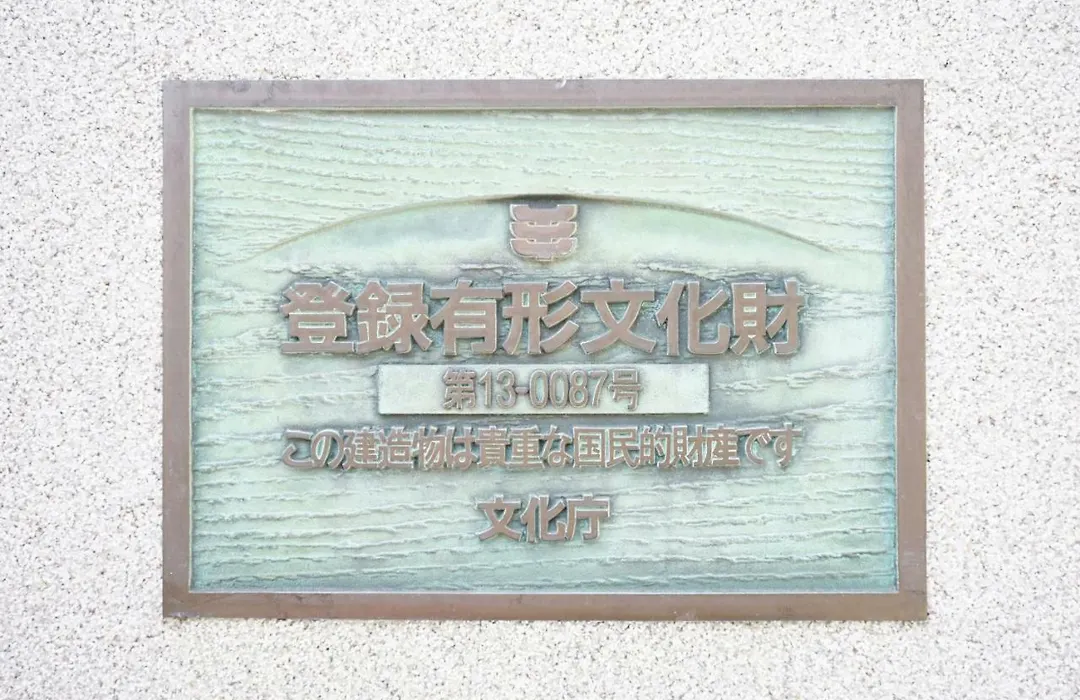 登録有形文化財
第13-0087号
この建造物は貴重な国民的財産です
文化庁